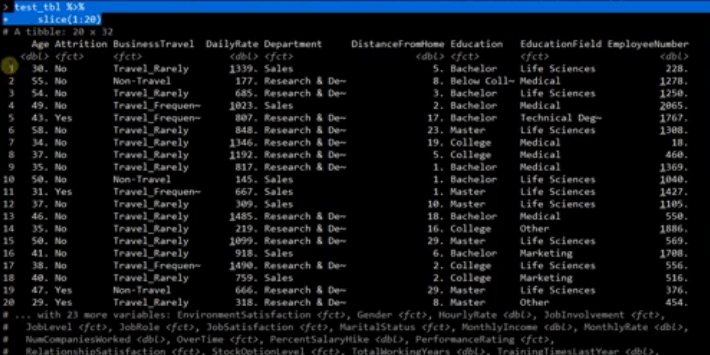 > test_tbl %>%
+     slice(1:20)
# A tibble: 20 x 32
Age Attrition BusinessTravel DailyRate Department DistanceFromHome Education EducationField EmployeeNumber
<dbl> <fct> <fct> <dbl> <fct> <dbl> <fct> <fct> <dbl>
1 30. No Travel_Rarely 1339. Sales 5. Bachelor Life Sciences 228.
2 55. No Non-Travel 177. Research & De~ 8. Below Coll~ Medical 1278.
3 54. No Travel_Rarely 685. Research & De~ 3. Bachelor Life Sciences 1250.
4 49. No Travel_Frequen~ 1023. Sales 2. Bachelor Medical 2065.
5 43. Yes Travel_Frequen~ 807. Research & De~ 17. Bachelor Technical Deg~ 1767.
6 58. No Travel_Rarely 848. Research & De~ 23. Master Life Sciences 1308.
7 34. No Travel_Rarely 1346. Research & De~ 19. College Medical 18.
8 37. No Travel_Rarely 1192. Research & De~ 5. College Medical 460.
9 35. No Travel_Rarely 817. Research & De~ 1. Bachelor Medical 1369.
10 50. No Non-Travel 145. Sales 1. Bachelor Life Sciences 1040.
11 31. Yes Travel_Frequen~ 667. Sales 1. Master Life Sciences 1427.
12 37. No Travel_Rarely 309. Sales 10. Master Life Sciences 1105.
13 46. No Travel_Rarely 1485. Research & De~ 18. Bachelor Medical 550.
14 35. No Travel_Rarely 219. Research & De~ 16. College Other 1886.
15 50. No Travel_Rarely 1099. Research & De~ 29. Master Life Sciences 569.
16 41. No Travel_Rarely 918. Sales 6. Bachelor Marketing 1708.
17 38. No Travel_Frequen~ 1490. Research & De~ 2. College Life Sciences 556.
18 40. No Travel_Rarely 759. Sales 2. College Marketing 516.
19 47. Yes Non-Travel 666. Research & De~ 29. Master Life Sciences 376.
20 29. Yes Travel_Rarely 318. Research & De~ 8. Master Other 454.
# ... with 23 more variables: EnvironmentSatisfaction <fct>, Gender <fct>, HourlyRate <dbl>, JobInvolvement <fct>,
#   JobLevel <fct>, JobRole <fct>, JobSatisfaction <fct>, MaritalStatus <fct>, MonthlyIncome <dbl>, MonthlyRate <dbl>,
#   NumCompaniesWorked <dbl>, OverTime <fct>, PercentSalaryHike <dbl>, PerformanceRating <fct>,
#   RelationshipSatisfaction <fct>, StockOptionLevel <fct>, TotalWorkingYears <dbl>, TrainingTimesLastYear <dbl>,